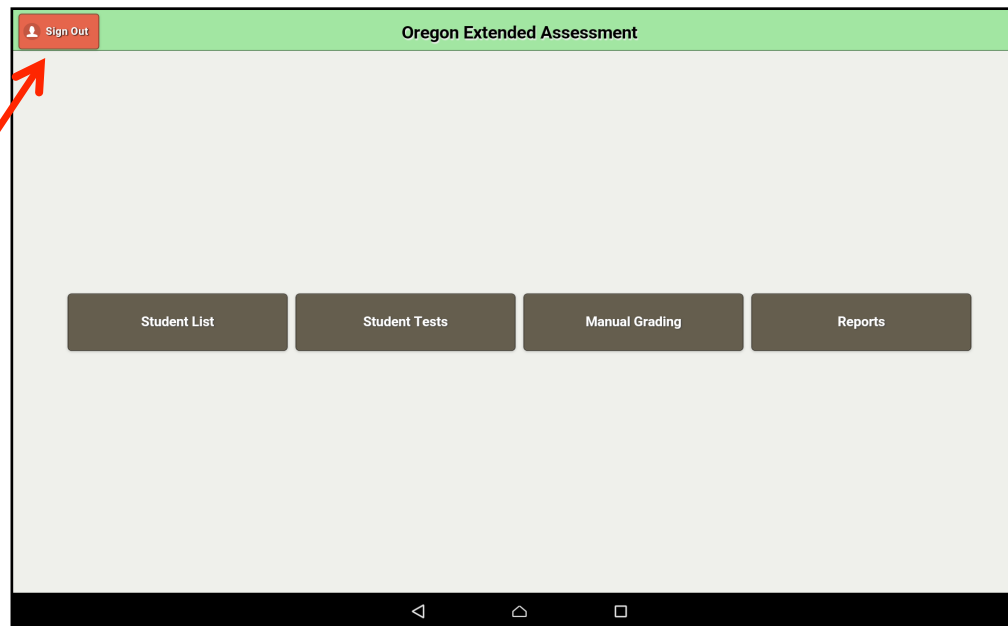 Sign Out
Oregon Extended Assessment
Student List
Student Tests
Manual Grading
Reports